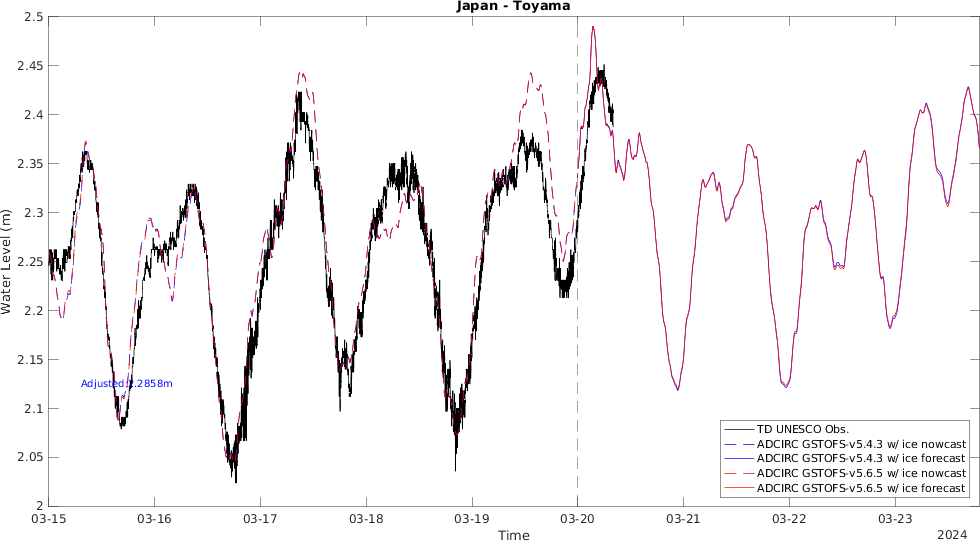 Japan - Toyama
2.5
2.45
2.4
2.35
2.3
2.25
2.2
2.15
2.1
2.05
2
Water Level (m)
Adjusted:2.2858m
TD UNESCO Obs.
ADCIRC GSTOFS-v5.4.3 w/ ice nowcast
ADCIRC GSTOFS-v5.4.3 w/ ice forecast
ADCIRC GSTOFS-v5.6.5 w/ ice nowcast
ADCIRC GSTOFS-v5.6.5 w/ ice forecast
03-15 03-16 03-17 03-18 03-19 03-20 03-21 03-22 03-23
Time
2024